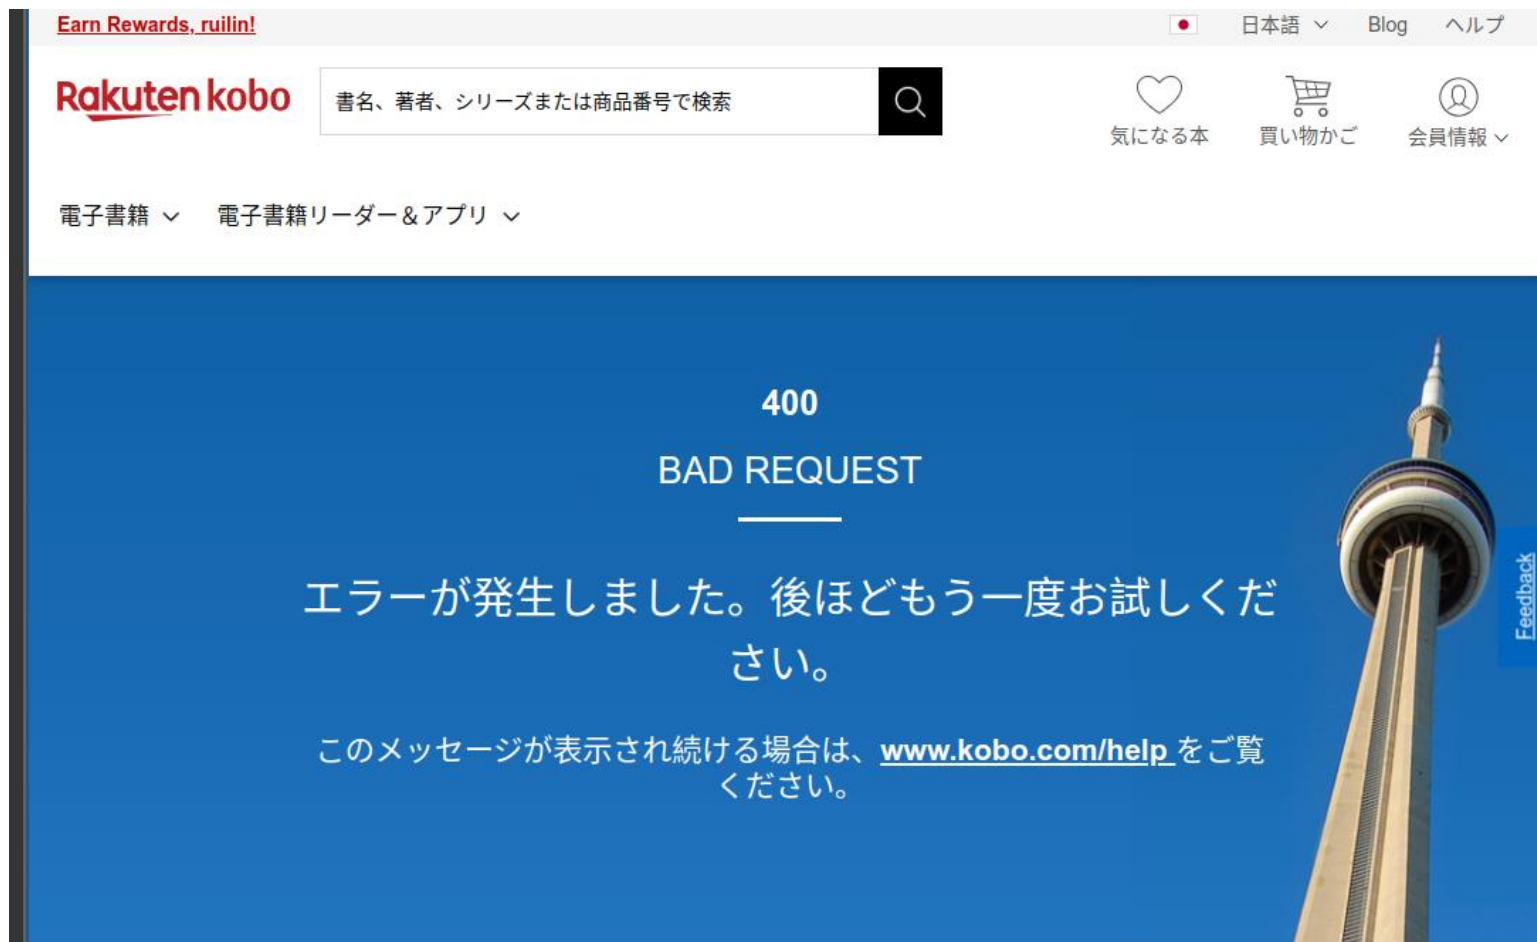 Earn Rewards, ruilin!
日本語 Blog ヘルプ
Rakuten kobo
書名、著者、シリーズまたは商品番号で検索
気になる本 買い物かご 会員情報
電子書籍 電子書籍リーダー＆アプリ
400
BAD REQUEST
エラーが発生しました。後ほどもう一度お試しくだ
さい。
このメッセージが表示され続ける場合は、www.kobo.com/help をご覧
ください。
Feedback